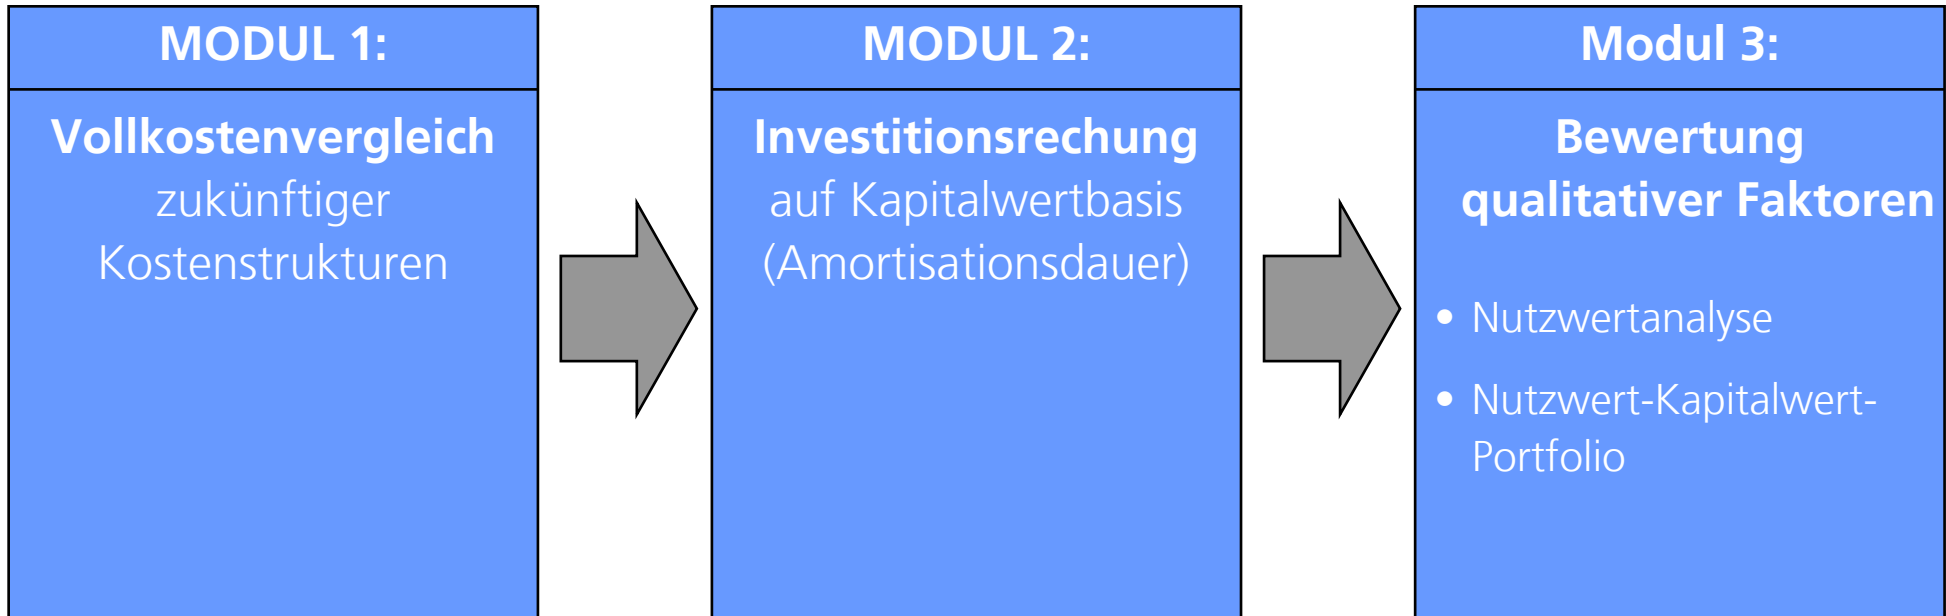 MODUL 1:
Vollkostenvergleich
zukünftiger
Kostenstrukturen
MODUL 2:
Investitionsrechung
auf Kapitalwertbasis
(Amortisationsdauer)
Modul 3:
Bewertung
qualitativer Faktoren
• Nutzwertanalyse
• Nutzwert-Kapitalwert-
Portfolio